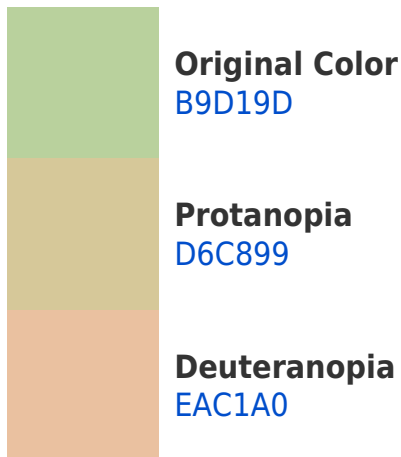 Original Color
B9D19D
Protanopia
D6C899
Deuteranopia
EAC1A0